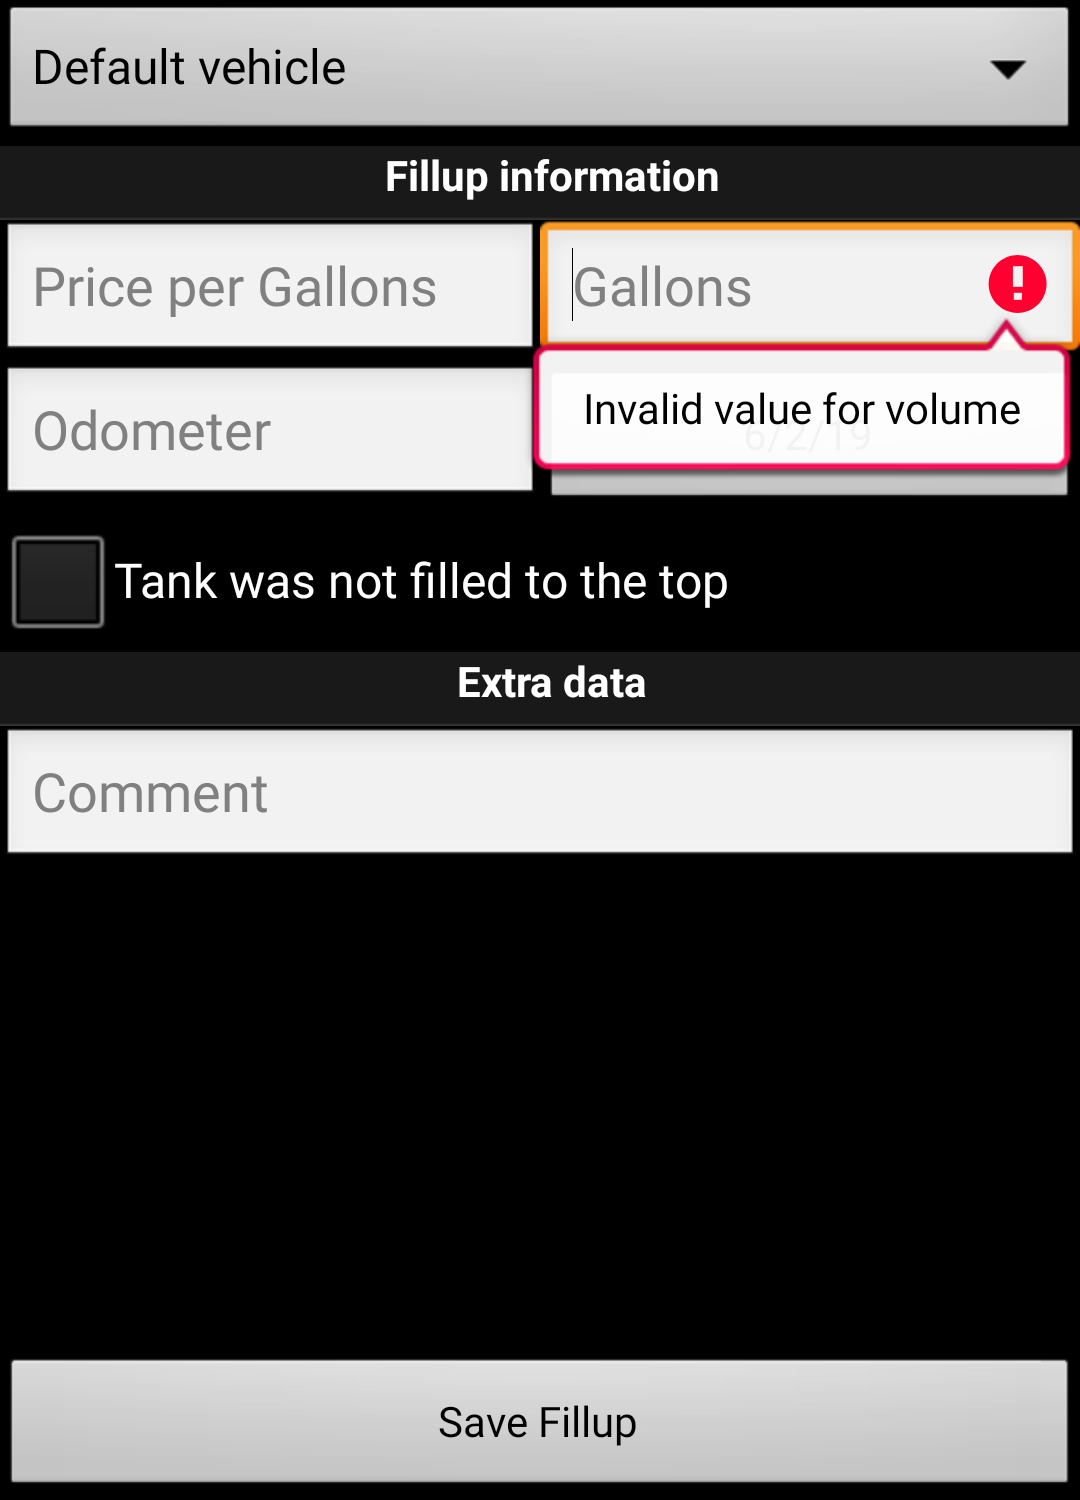 Default vehicle
Fillup information
Price per Gallons
Gallons
Odometer
Invalid value for volume
6/2/19
Tank was not filled to the top
Extra data
Comment
Save Fillup